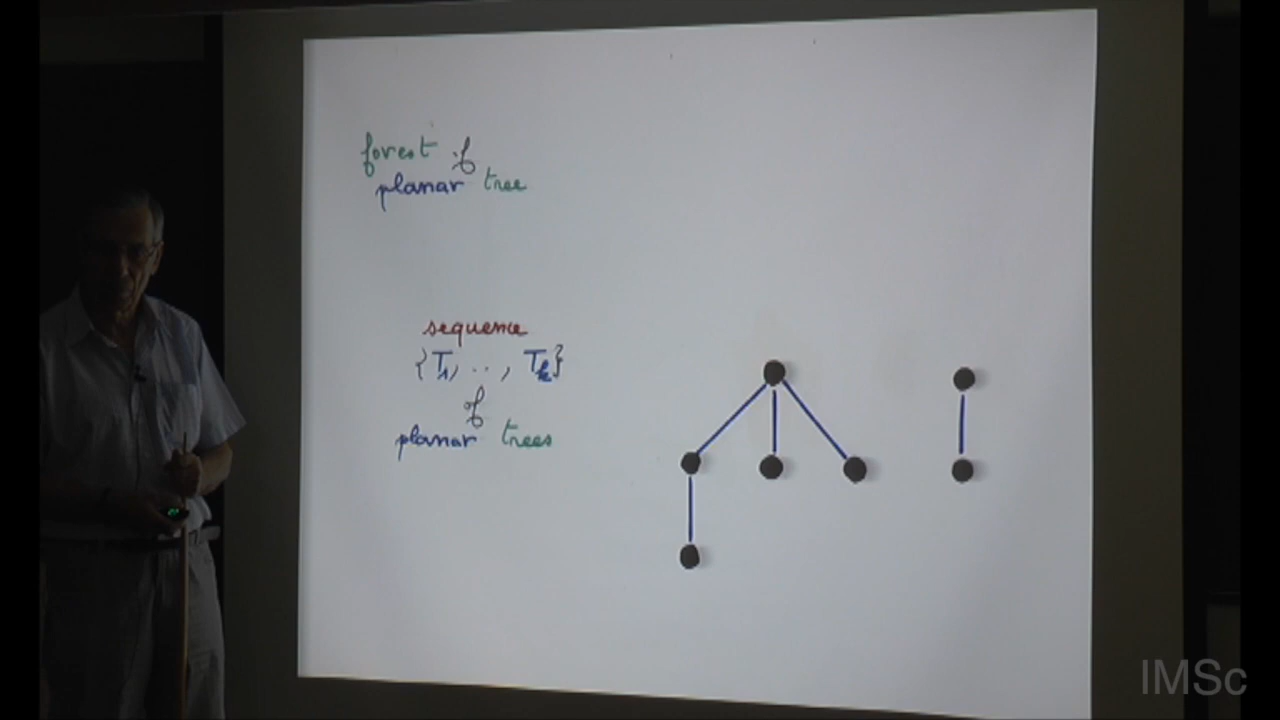 forest of
planar tree
sequence
{T₁, .. , Tₖ}
of
planar trees
IMSc